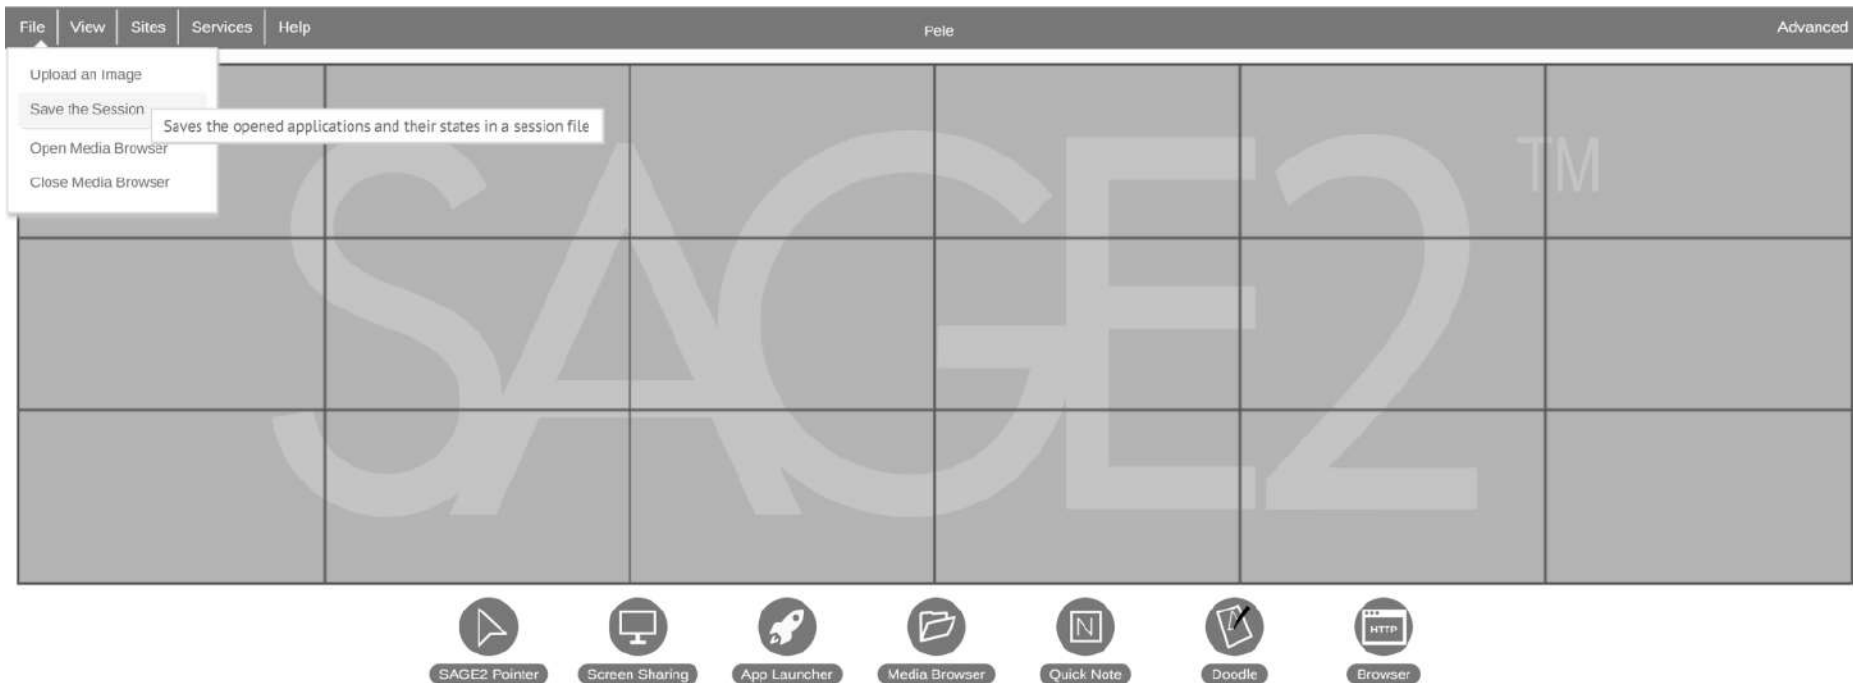 File View Sites Services Help Pele Advanced
Upload an Image
Save the Session
Saves the opened applications and their states in a session file
Open Media Browser
Close Media Browser
SAGE2 TM
N
HTTP
SAGE2 Pointer Screen Sharing App Launcher Media Browser Quick Note Doodle Browser